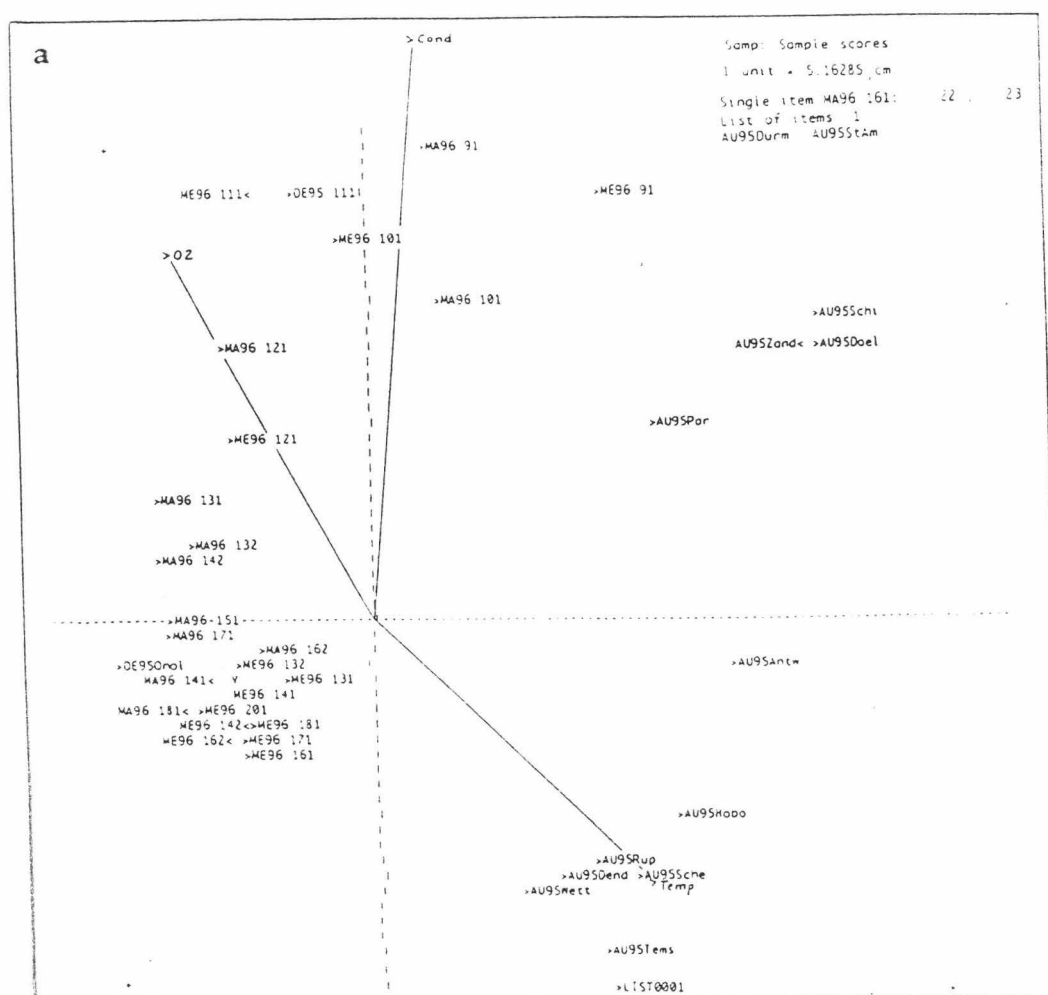 a
>Cond
Samp: Sample scores
1 unit = 5.16285 cm
Single item MA96 161: 22 , 23
List of items 1
AU95Durm AU95StAm
>MA96 91
ME96 111< >DE95 111
>ME96 91
>ME96 101
>O2
>MA96 101
>AU95Schi
>MA96 121
AU95Zand< >AU95Doel
>AU95Par
>ME96 121
>MA96 131
>MA96 132
>MA96 142
>MA96-151
>MA96 171
>MA96 162
>AU95Antw
>DE95Dnol >ME96 132
MA96 141< Y >ME96 131
ME96 141
MA96 181< >ME96 201
ME96 142<>ME96 181
ME96 162< >ME96 171
>ME96 161
>AU95Hobo
>AU95Rup
>AU95Dend >AU95Sche
>Temp
>AU95Wett
>AU95Tems
>LIST0001